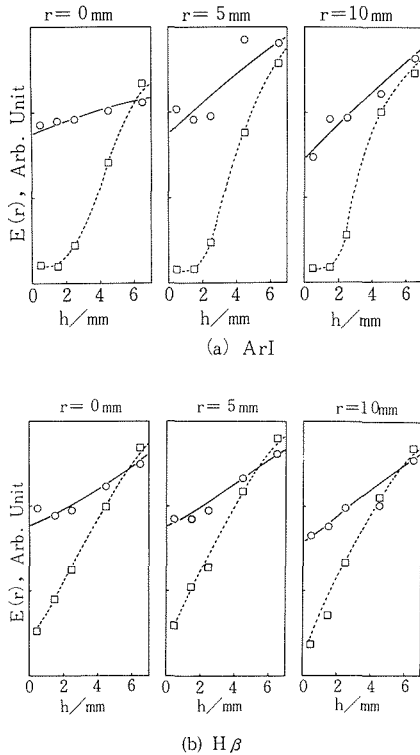 r = 0 mm r = 5 mm r = 10 mm
E(r), Arb. Unit
0 2 4 6 0 2 4 6 0 2 4 6
h/mm h/mm h/mm
(a) ArI
r = 0 mm r = 5 mm r = 10 mm
E(r), Arb. Unit
0 2 4 6 0 2 4 6 0 2 4 6
h/mm h/mm h/mm
(b) Hβ